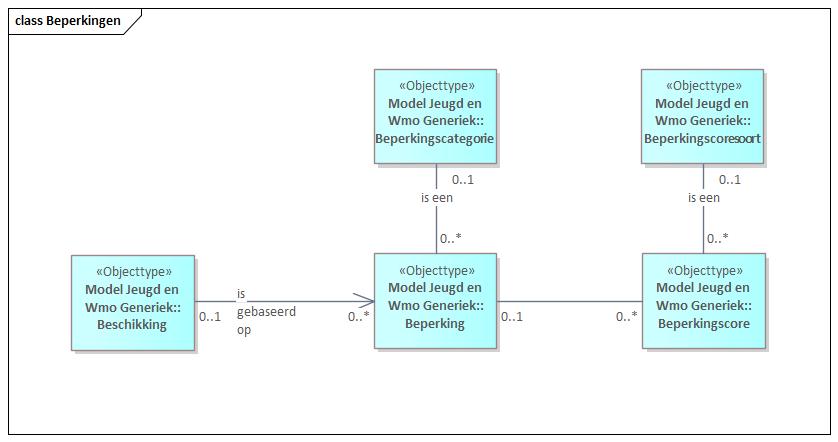 class Beperkingen
«Objecttype»
Model Jeugd en
Wmo Generiek::
Beperkingscategorie
«Objecttype»
Model Jeugd en
Wmo Generiek::
Beperkingscoresoort
0..1
is een
0..*
0..1
is een
0..*
«Objecttype»
Model Jeugd en
Wmo Generiek::
Beschikking
0..1
is
gebaseerd
op
0..*
«Objecttype»
Model Jeugd en
Wmo Generiek::
Beperking
0..1
0..*
«Objecttype»
Model Jeugd en
Wmo Generiek::
Beperkingscore